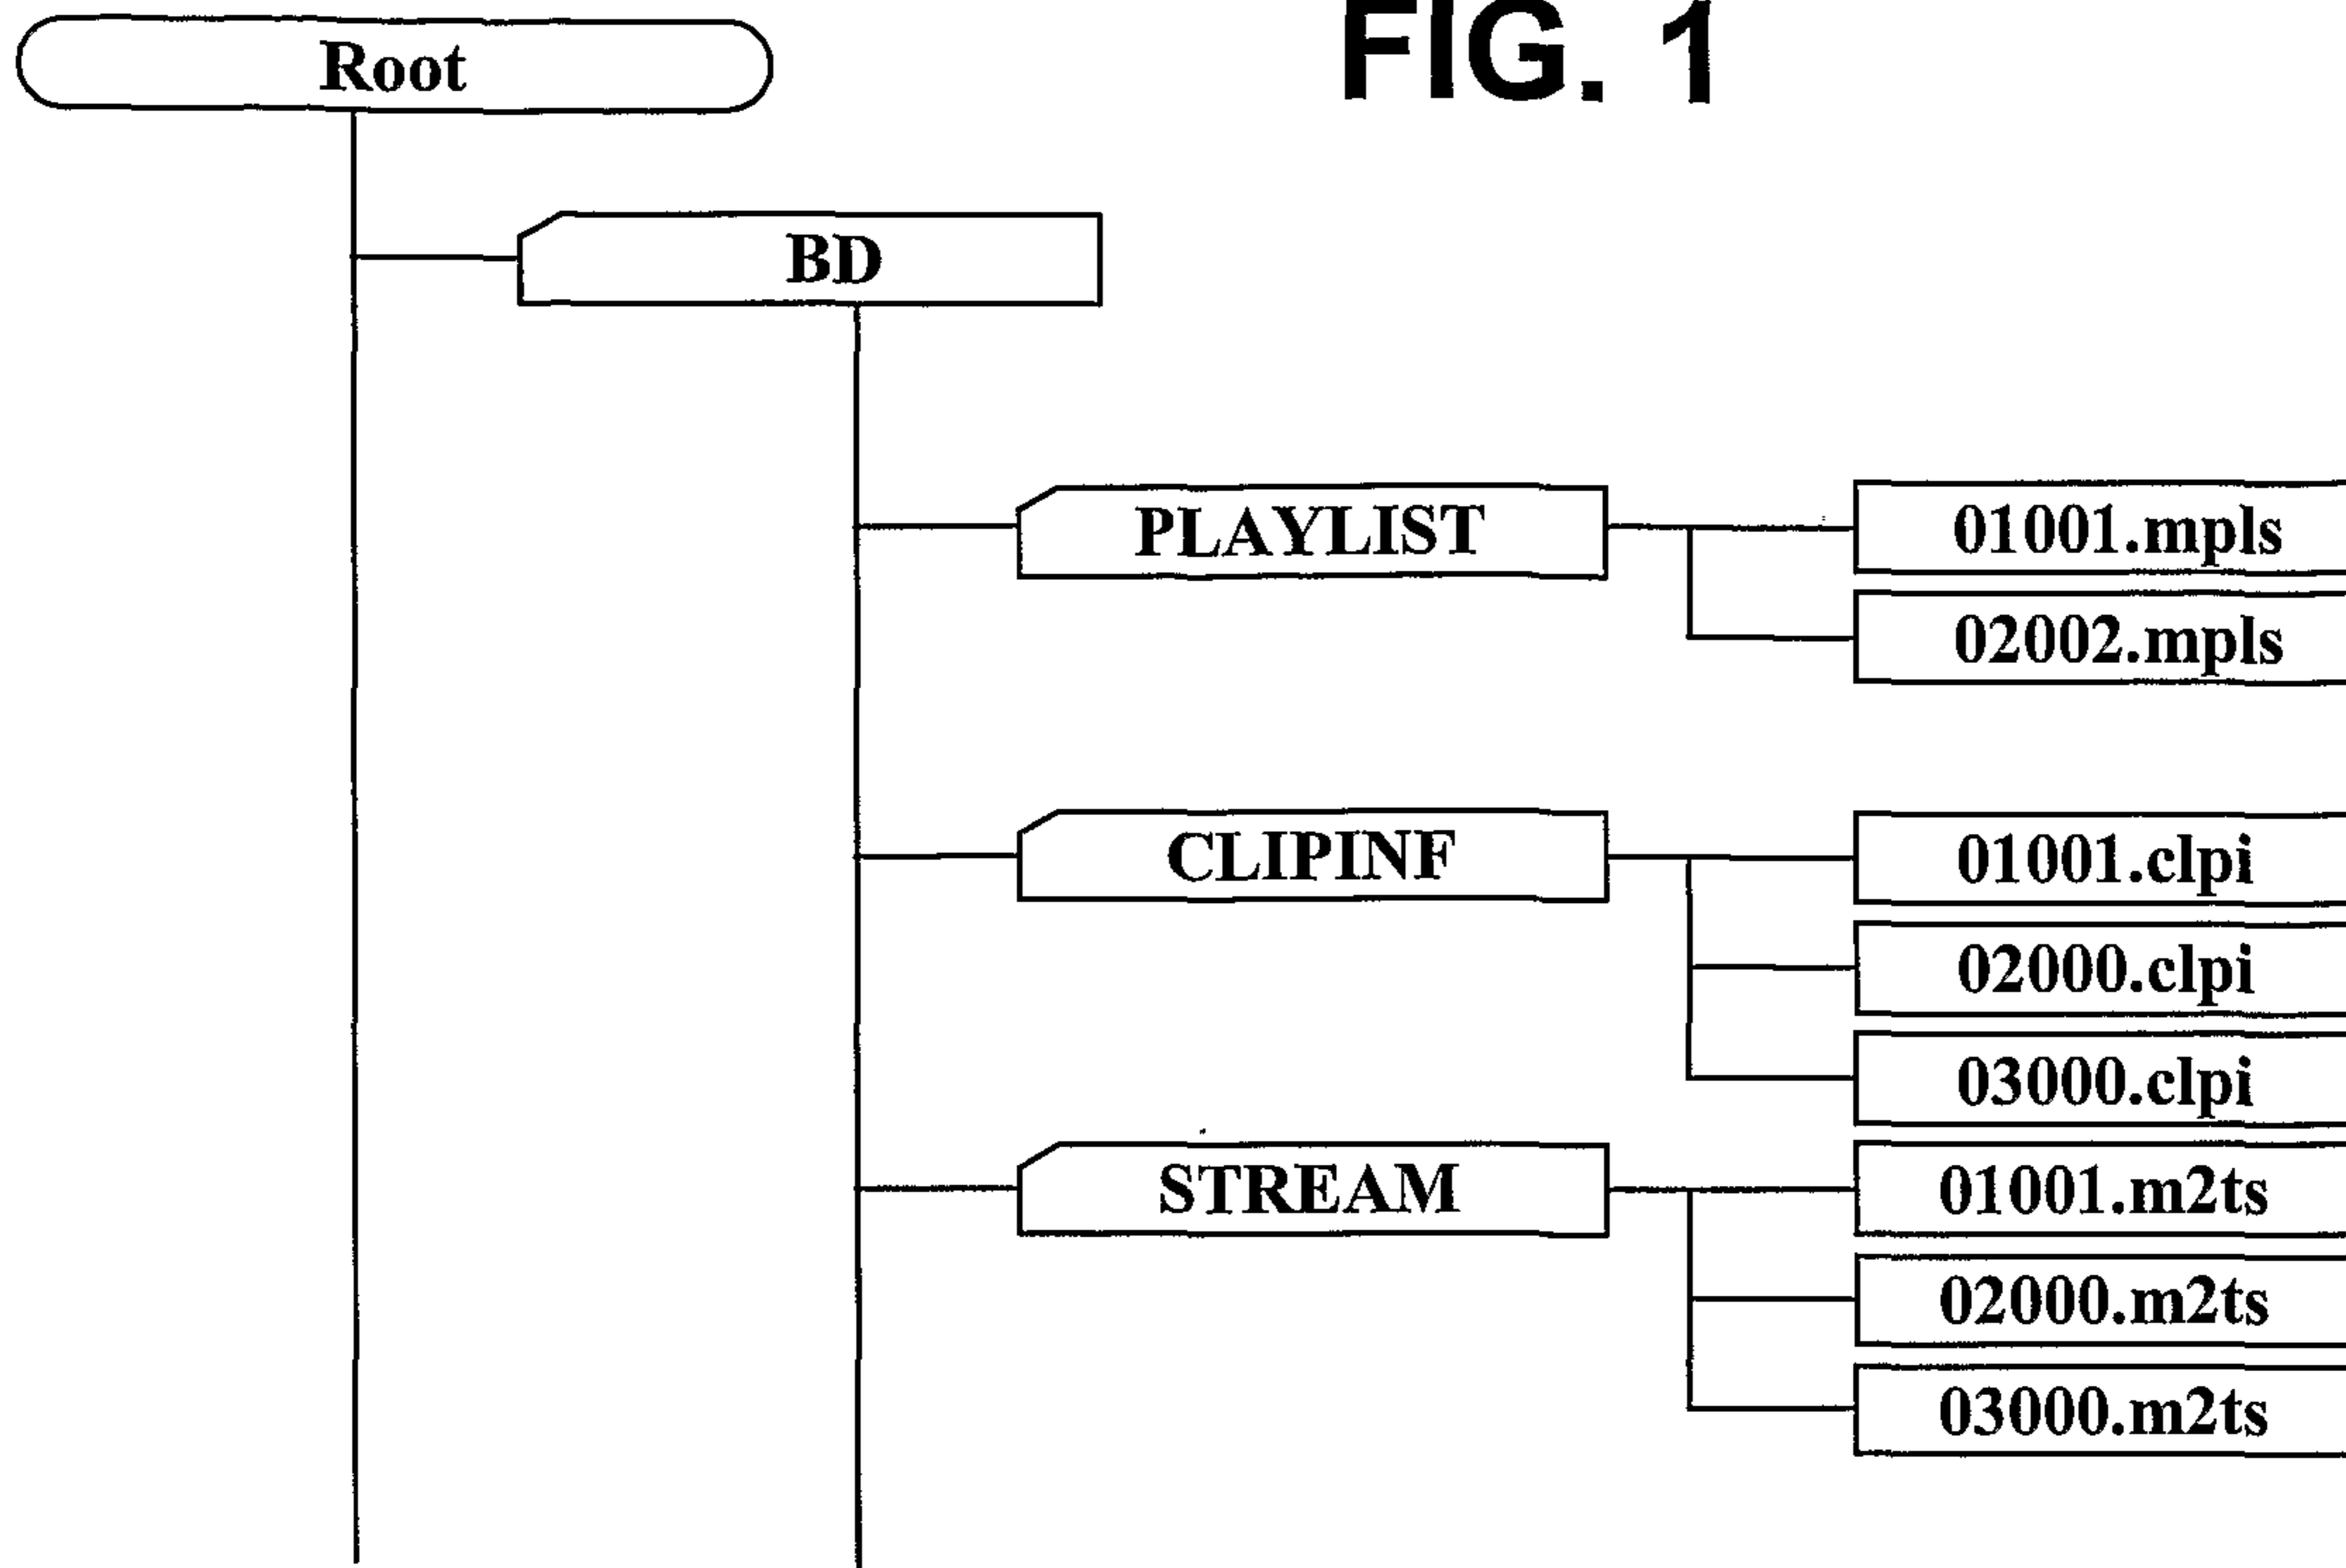 FIG. 1
Root
BD
PLAYLIST
01001.mpls
02002.mpls
CLIPINF
01001.clpi
02000.clpi
03000.clpi
STREAM
01001.m2ts
02000.m2ts
03000.m2ts